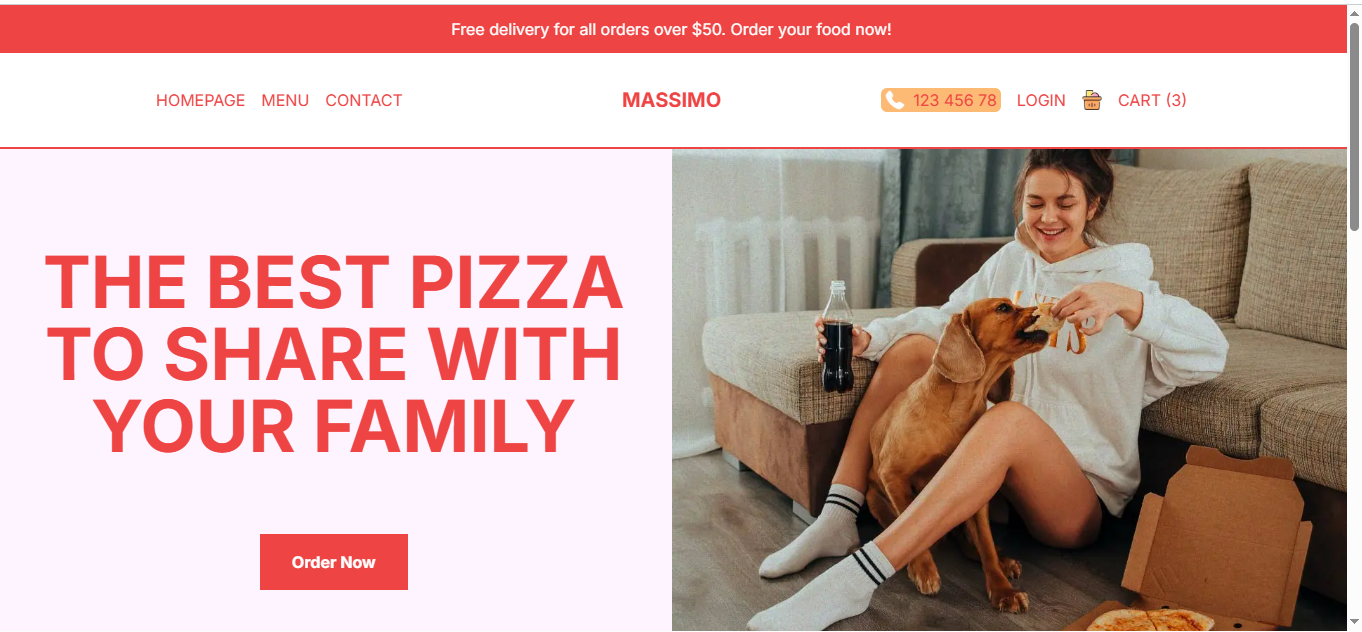 Free delivery for all orders over $50. Order your food now!
HOMEPAGE MENU CONTACT
MASSIMO
123 456 78 LOGIN CART (3)
THE BEST PIZZA
TO SHARE WITH
YOUR FAMILY
Order Now